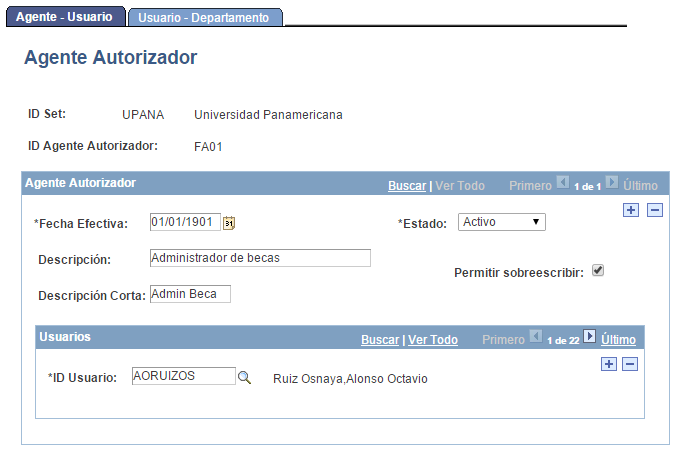 Agente - Usuario Usuario - Departamento
Agente Autorizador
ID Set: UPANA Universidad Panamericana
ID Agente Autorizador: FA01
Agente Autorizador Buscar | Ver Todo Primero 1 de 1 Último
*Fecha Efectiva: 01/01/1901 31 *Estado: Activo
Descripción: Administrador de becas
Permitir sobreescribir:
Descripción Corta: Admin Beca
Usuarios Buscar | Ver Todo Primero 1 de 22 Último
*ID Usuario: AORUIZOS Ruiz Osnaya,Alonso Octavio